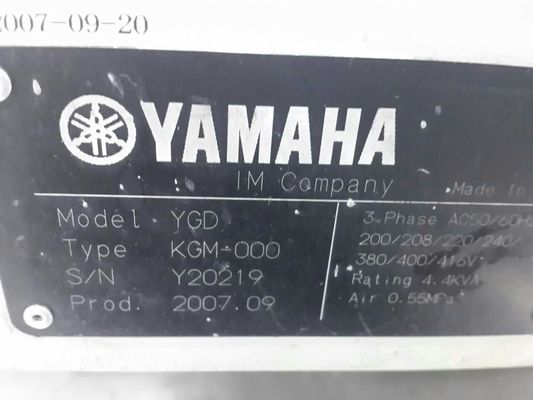 2007-09-20
YAMAHA
IM Company
Made in
Model YGD
Type KGM-000
S/N Y20219
Prod. 2007.09
3-Phase AC50/60Hz
200/208/220/240/
380/400/416V
Rating 4.4KVA
Air 0.55MPa